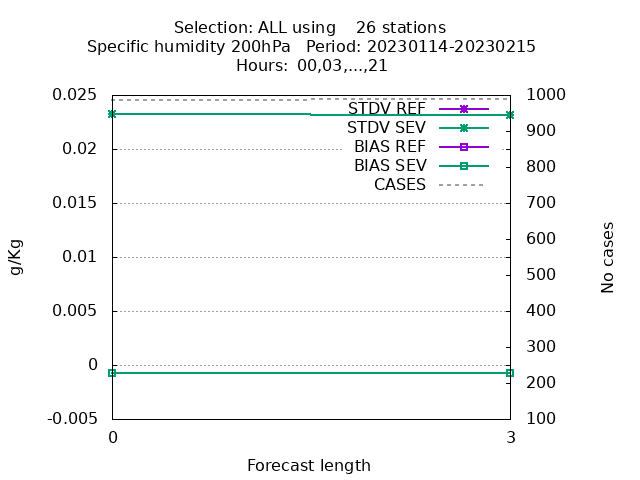 Selection: ALL using    26 stations
Specific humidity 200hPa   Period: 20230114-20230215
Hours:  00,03,...,21
0.025
0.02
0.015
0.01
0.005
0
-0.005
g/Kg
STDV REF
STDV SEV
BIAS REF
BIAS SEV
CASES
1000
900
800
700
600
500
400
300
200
100
No cases
0
3
Forecast length